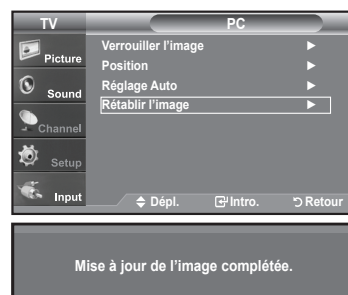 TV
PC
Picture
Sound
Channel
Setup
Input
Verrouiller l'image
Position
Réglage Auto
Rétablir l'image
Dépl.
Intro.
Retour
Mise à jour de l'image complétée.